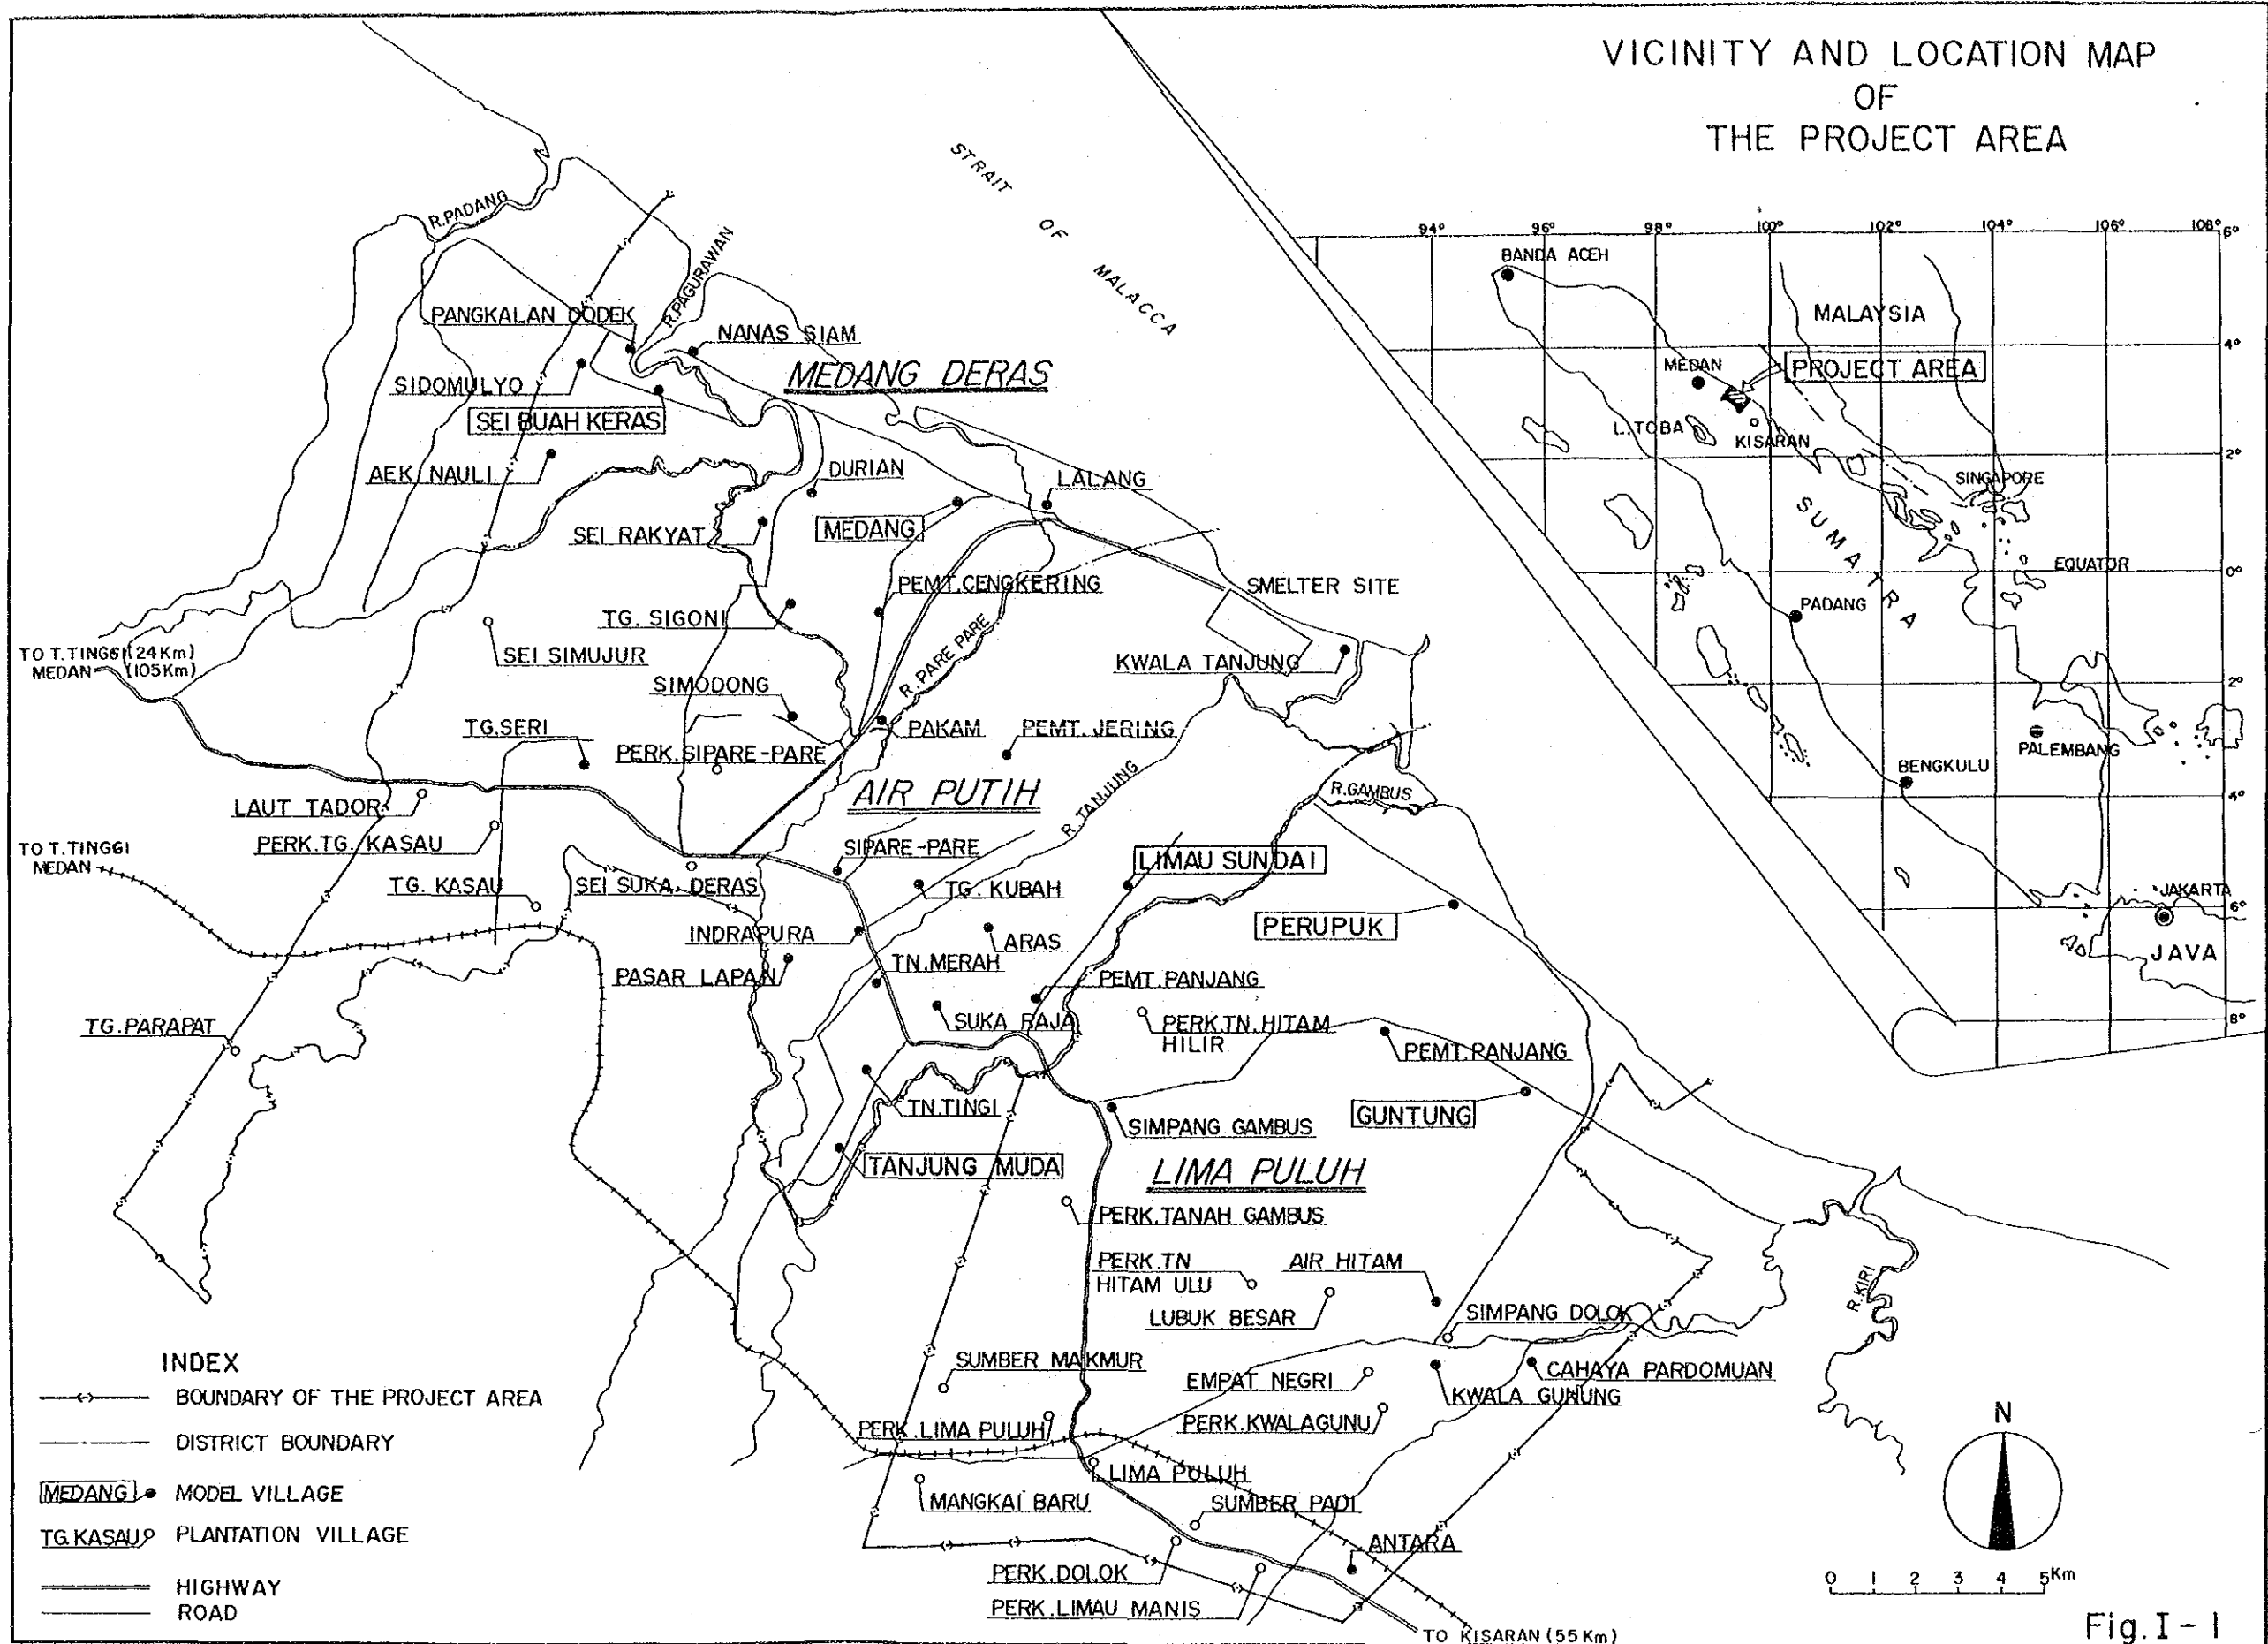 VICINITY AND LOCATION MAP
OF
THE PROJECT AREA
STRAIT OF MALACCA
R.PADANG
R.PAGURAWAN
PANGKALAN DODEK
NANAS SIAM
MEDANG DERAS
SIDOMULYO
SEI BUAH KERAS
AEK NAULI
DURIAN
LALANG
SEI RAKYAT
MEDANG
PEMT.CENGKERING
SMELTER SITE
TG. SIGONI
SEI SIMUJUR
R. PARE PARE
KWALA TANJUNG
TO T.TINGGI (24 Km)
MEDAN (105 Km)
SIMODONG
TG.SERI
PERK.SIPARE-PARE
PAKAM
PEMT. JERING
AIR PUTIH
R.TANJUNG
R.GAMBUS
LAUT TADOR
PERK.TG. KASAU
TO T.TINGGI
MEDAN
SIPARE-PARE
LIMAU SUNDAI
TG. KASAU
SEI SUKA DERAS
TG. KUBAH
INDRAPURA
ARAS
PERUPUK
PASAR LAPAN
TN.MERAH
PEMT.PANJANG
TG.PARAPAT
SUKA RAJA
PERK.TN.HITAM
HILIR
PEMT.PANJANG
TN.TINGI
SIMPANG GAMBUS
GUNTUNG
TANJUNG MUDA
LIMA PULUH
PERK.TANAH GAMBUS
PERK.TN
HITAM ULU
AIR HITAM
LUBUK BESAR
SIMPANG DOLOK
R.KIRI
SUMBER MAKMUR
EMPAT NEGRI
CAHAYA PARDOMUAN
KWALA GUNUNG
PERK.LIMA PULUH
PERK.KWALAGUNU
LIMA PULUH
MANGKAI BARU
SUMBER PADI
ANTARA
PERK.DOLOK
PERK.LIMAU MANIS
TO KISARAN (55 Km)
94° 96° 98° 100° 102° 104° 106° 108°
6°
BANDA ACEH
MALAYSIA
4°
MEDAN
PROJECT AREA
L.TOBA
KISARAN
2°
SINGAPORE
SUMATRA
EQUATOR
0°
PADANG
2°
PALEMBANG
BENGKULU
4°
JAKARTA
6°
JAVA
8°
INDEX
BOUNDARY OF THE PROJECT AREA
DISTRICT BOUNDARY
MEDANG MODEL VILLAGE
TG.KASAU PLANTATION VILLAGE
HIGHWAY
ROAD
N
0 1 2 3 4 5Km
Fig. I - 1